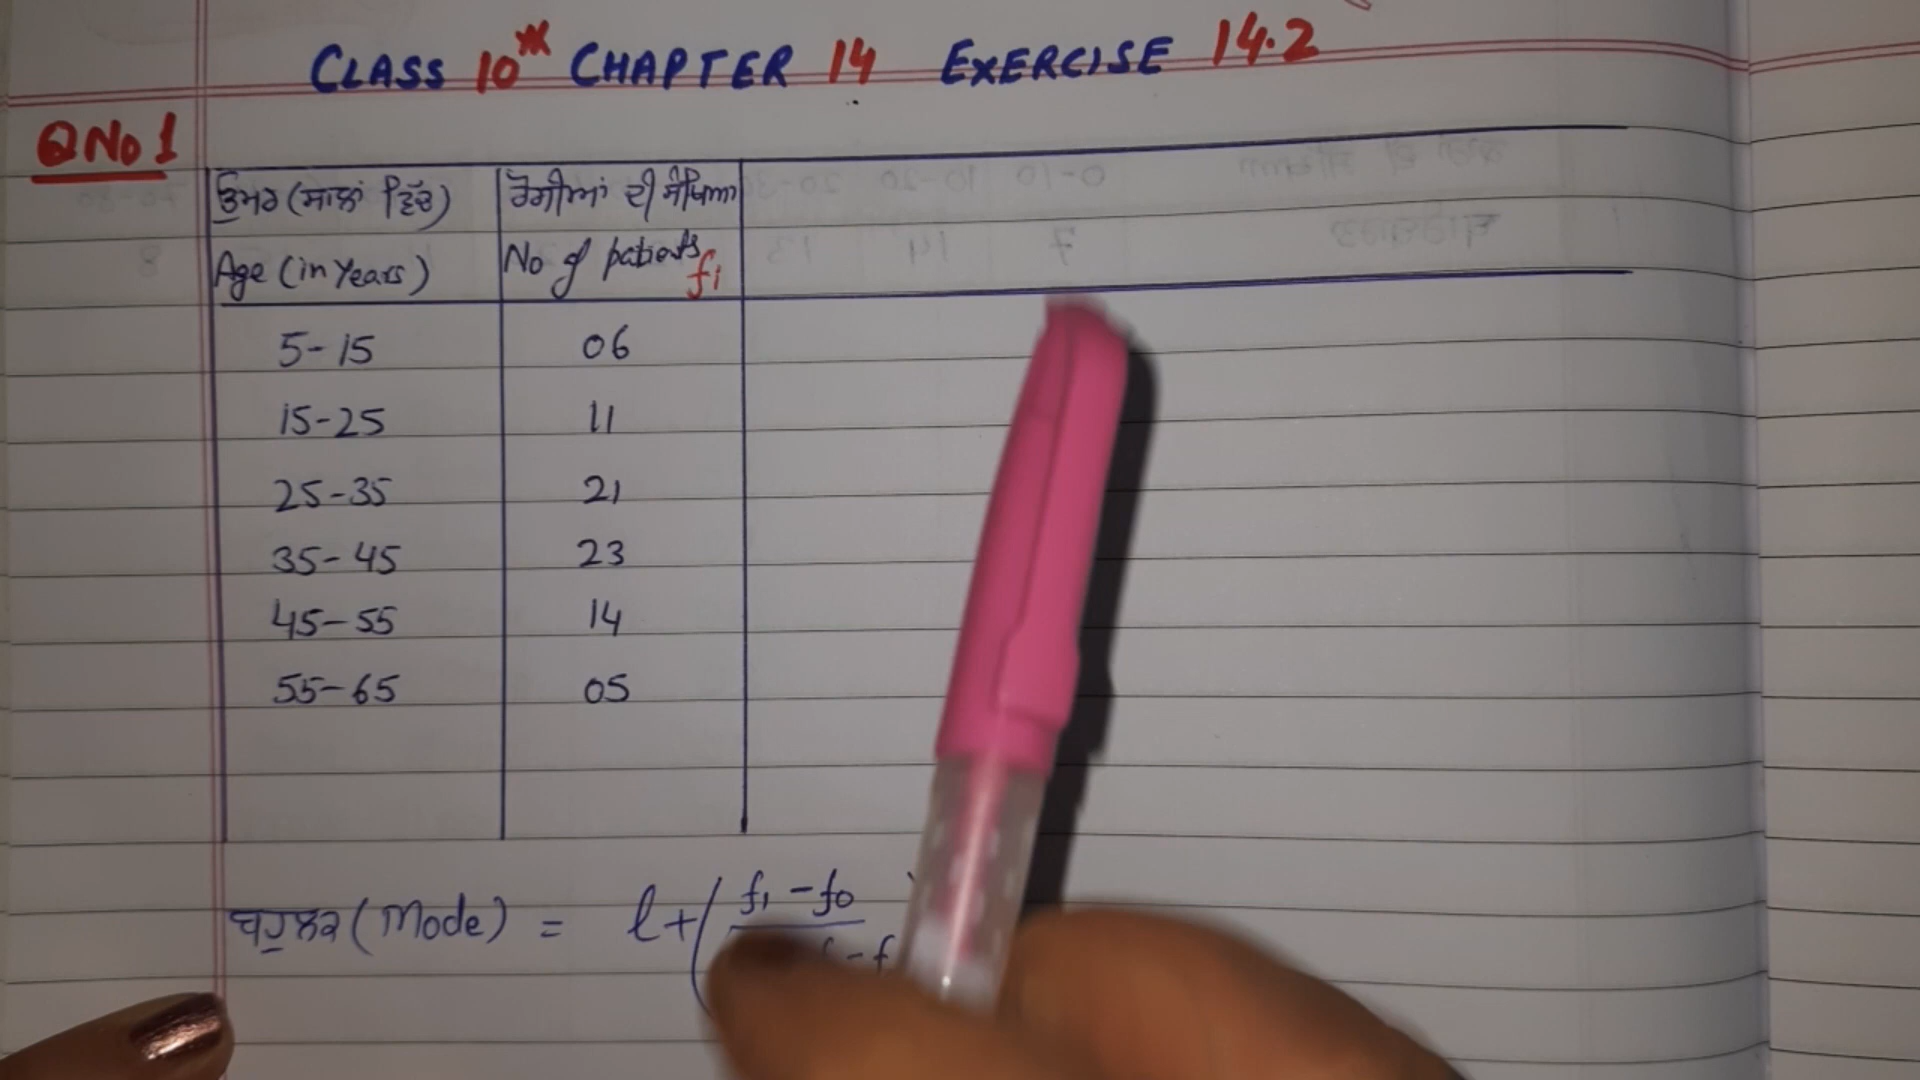 CLASS 10th CHAPTER 14 EXERCISE 14.2
Q No 1
ਉਮਰ (ਸਾਲਾਂ ਵਿੱਚ) ਰੋਗੀਆਂ ਦੀ ਸੰਖਿਆ
Age (in Years) No of patients fi
5-15 06
15-25 11
25-35 21
35-45 23
45-55 14
55-65 05
ਬਹੁਲਕ (Mode) = l + ( f1 - f0